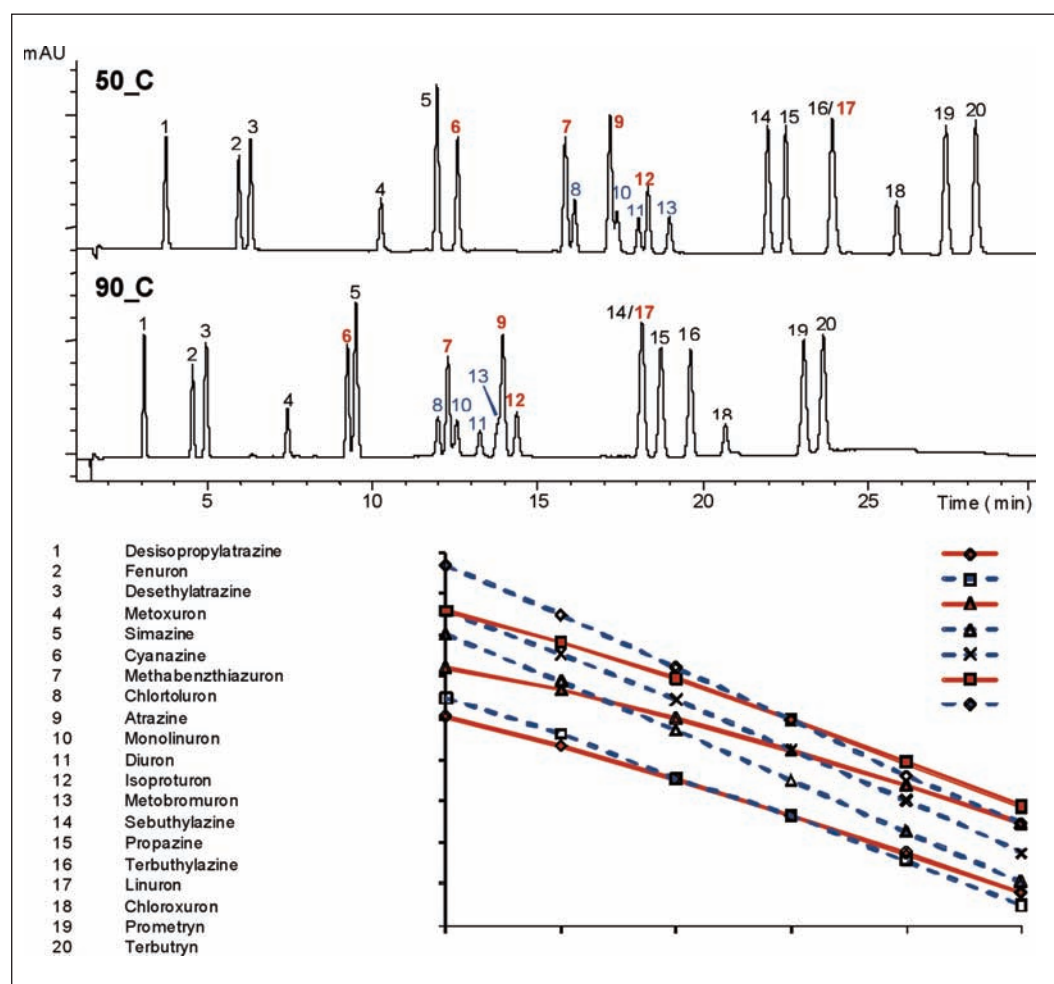 mAU
50_C
1
2
3
4
5
6
7
8
9
10
11
12
13
14
15
16/17
18
19
20
90_C
1
2
3
4
6
5
8
7
10
11
13
9
12
14/17
15
16
18
19
20
5
10
15
20
25
Time ( min)
1 Desisopropylatrazine
2 Fenuron
3 Desethylatrazine
4 Metoxuron
5 Simazine
6 Cyanazine
7 Methabenzthiazuron
8 Chlortoluron
9 Atrazine
10 Monolinuron
11 Diuron
12 Isoproturon
13 Metobromuron
14 Sebuthylazine
15 Propazine
16 Terbuthylazine
17 Linuron
18 Chloroxuron
19 Prometryn
20 Terbutryn